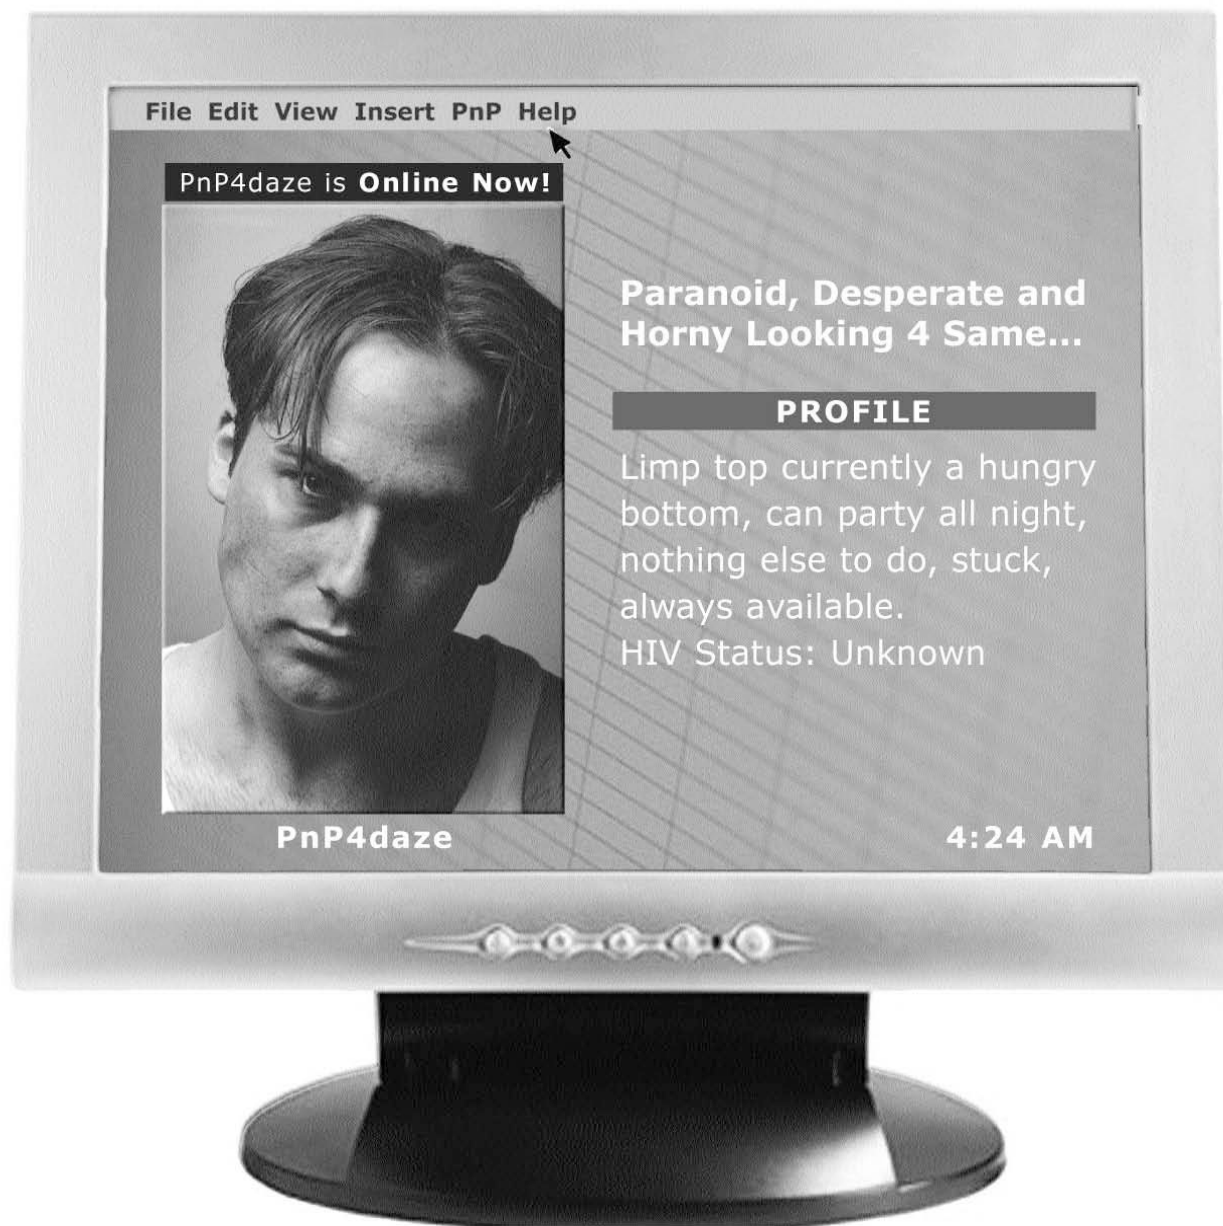 File Edit View Insert PnP Help
PnP4daze is Online Now!
Paranoid, Desperate and
Horny Looking 4 Same...
PROFILE
Limp top currently a hungry
bottom, can party all night,
nothing else to do, stuck,
always available.
HIV Status: Unknown
PnP4daze
4:24 AM